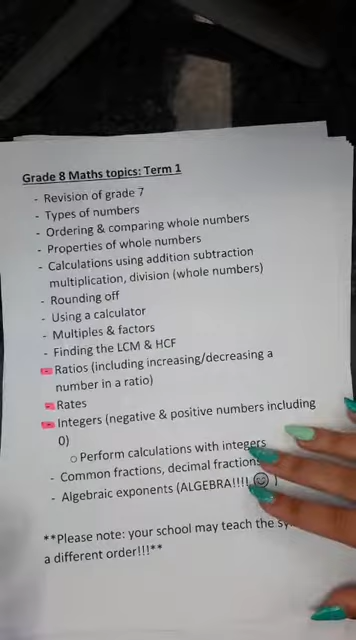 Grade 8 Maths topics: Term 1
- Revision of grade 7
- Types of numbers
- Ordering & comparing whole numbers
- Properties of whole numbers
- Calculations using addition subtraction
multiplication, division (whole numbers)
- Rounding off
- Using a calculator
- Multiples & factors
- Finding the LCM & HCF
- Ratios (including increasing/decreasing a
number in a ratio)
- Rates
- Integers (negative & positive numbers including
0)
o Perform calculations with integers
- Common fractions, decimal fractions
- Algebraic exponents (ALGEBRA!!!! ☺ )
**Please note: your school may teach the
a different order!!!**